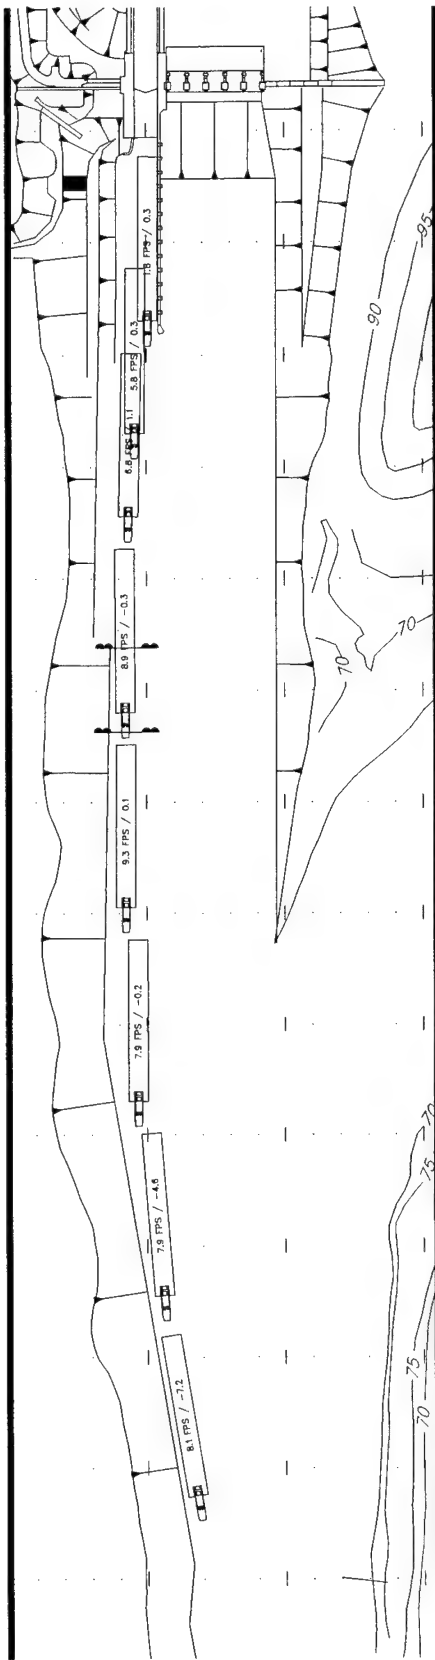 1.8 FPS / 0.3
5.8 FPS / 0.3
6.8 FPS / 1.1
8.9 FPS / -0.3
9.3 FPS / 0.1
7.9 FPS / -0.2
7.9 FPS / -4.6
8.1 FPS / -7.2
95
90
70
70
70
75
75
70